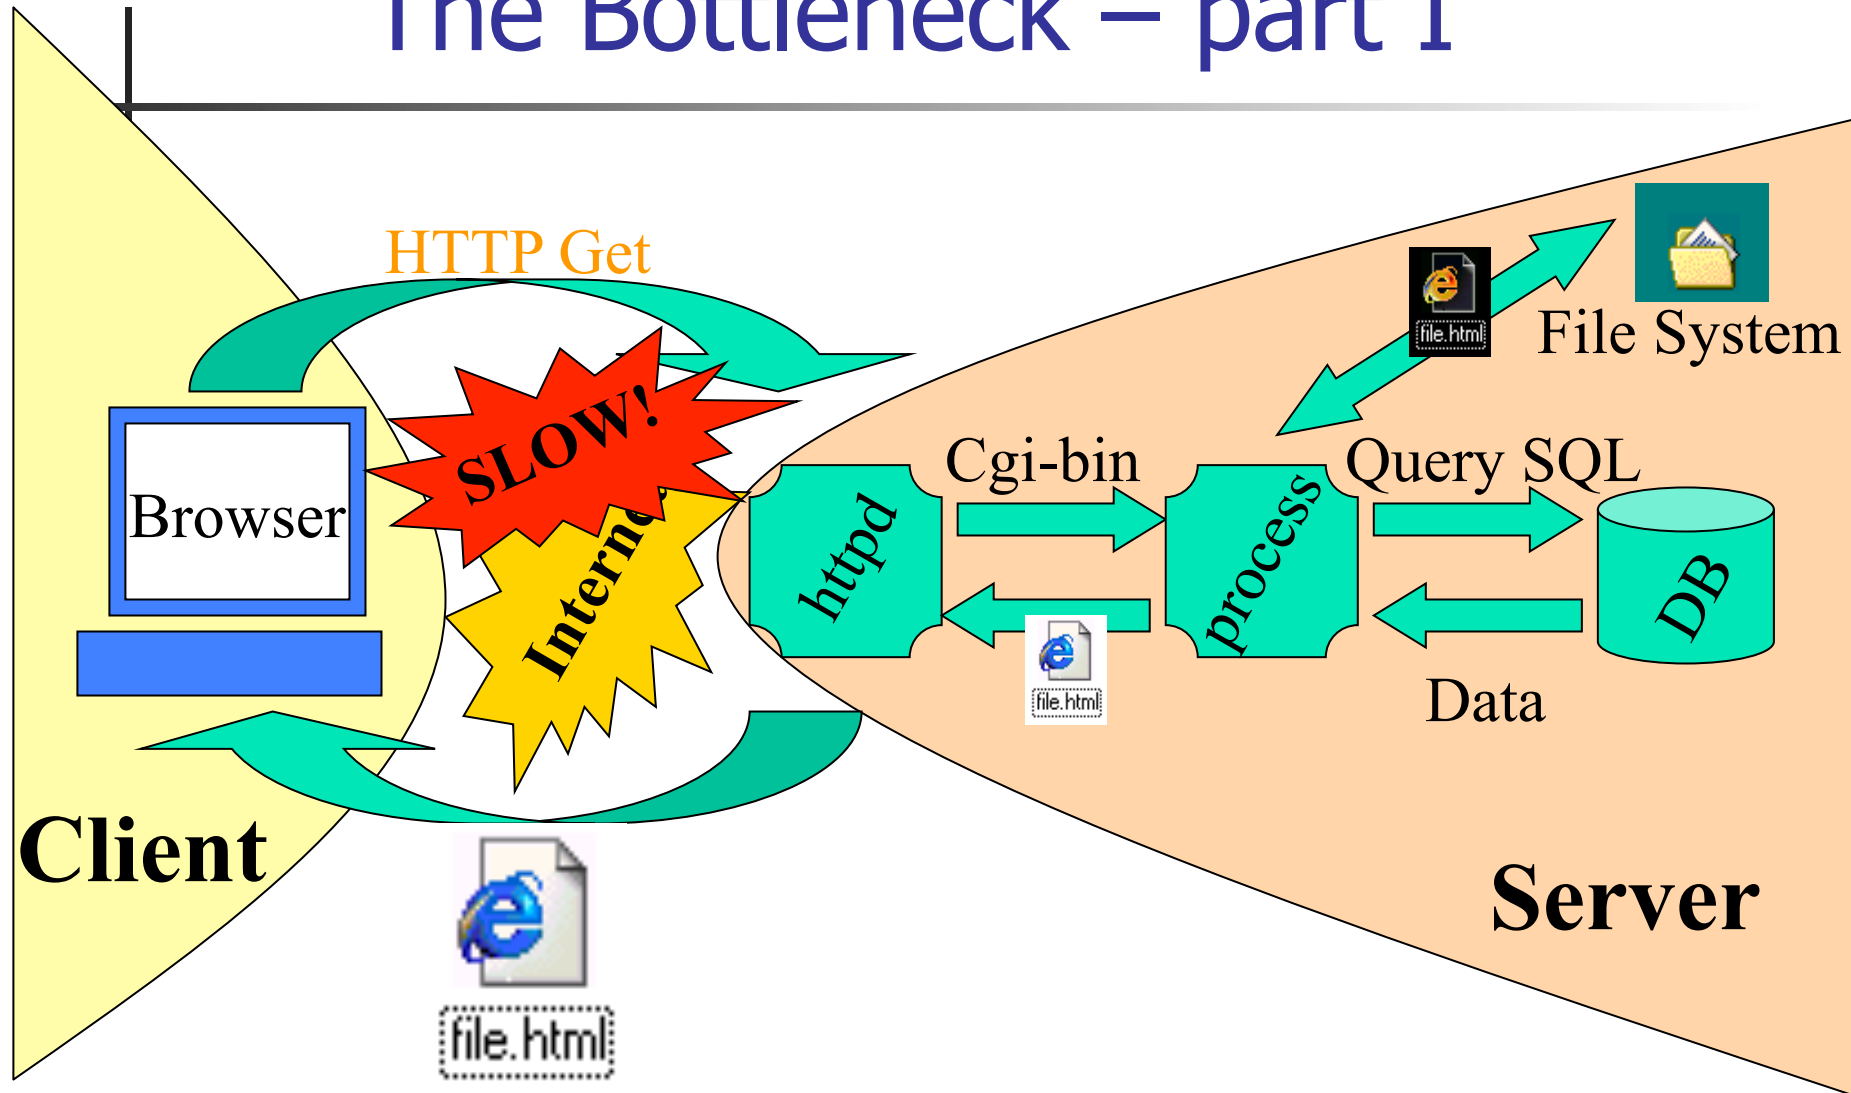 The Bottleneck – part I
HTTP Get
file.html
File System
SLOW!
Cgi-bin
Query SQL
Browser
Interne
httpd
process
DB
file.html
Data
Client
Server
file.html